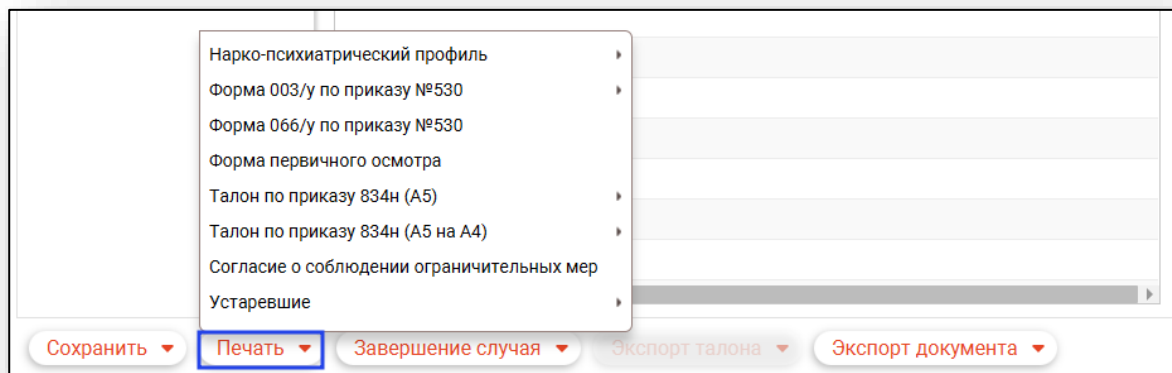 Нарко-психиатрический профиль
Форма 003/у по приказу №530
Форма 066/у по приказу №530
Форма первичного осмотра
Талон по приказу 834н (А5)
Талон по приказу 834н (А5 на А4)
Согласие о соблюдении ограничительных мер
Устаревшие
Сохранить Печать Завершение случая Экспорт талона Экспорт документа